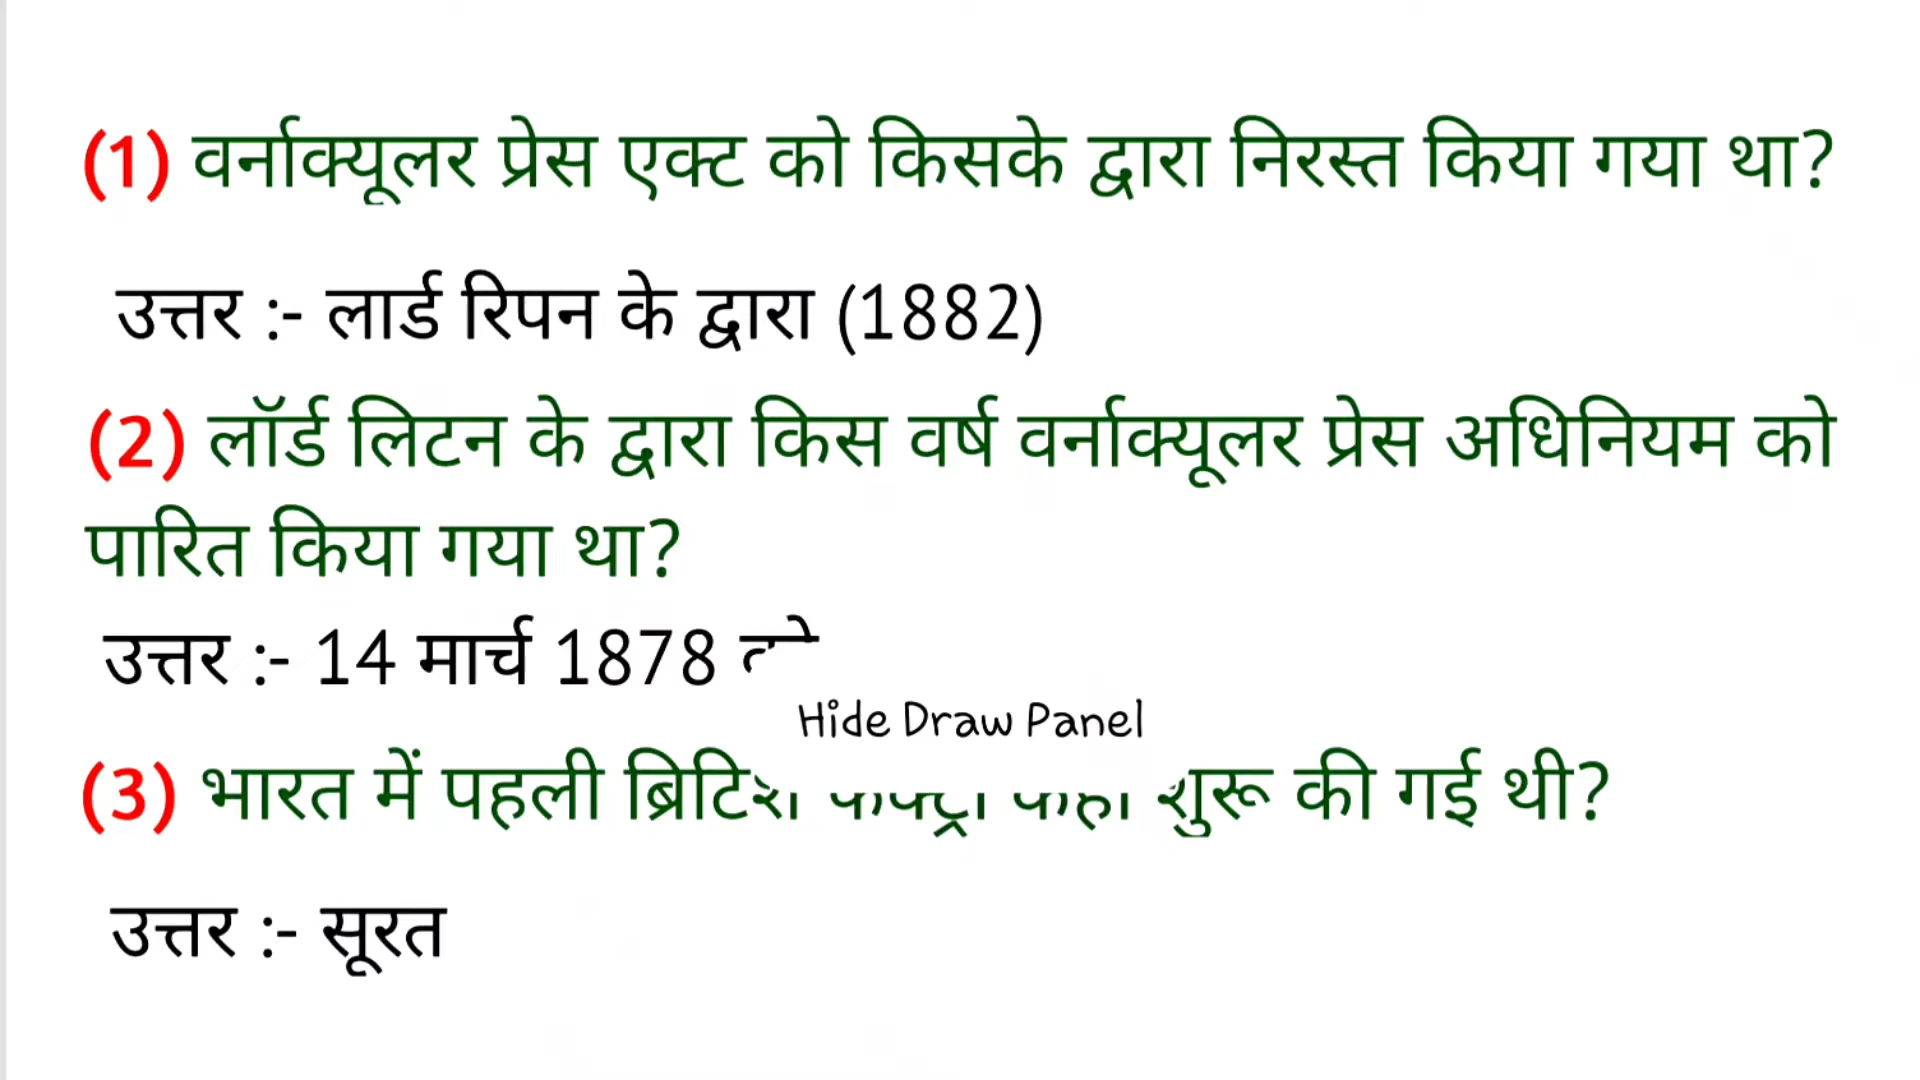 (1) वर्नाक्यूलर प्रेस एक्ट को किसके द्वारा निरस्त किया गया था?
उत्तर :- लार्ड रिपन के द्वारा (1882)
(2) लॉर्ड लिटन के द्वारा किस वर्ष वर्नाक्यूलर प्रेस अधिनियम को
पारित किया गया था?
उत्तर :- 14 मार्च 1878
Hide Draw Panel
(3) भारत में पहली ब्रिटिश शुरू की गई थी?
उत्तर :- सूरत